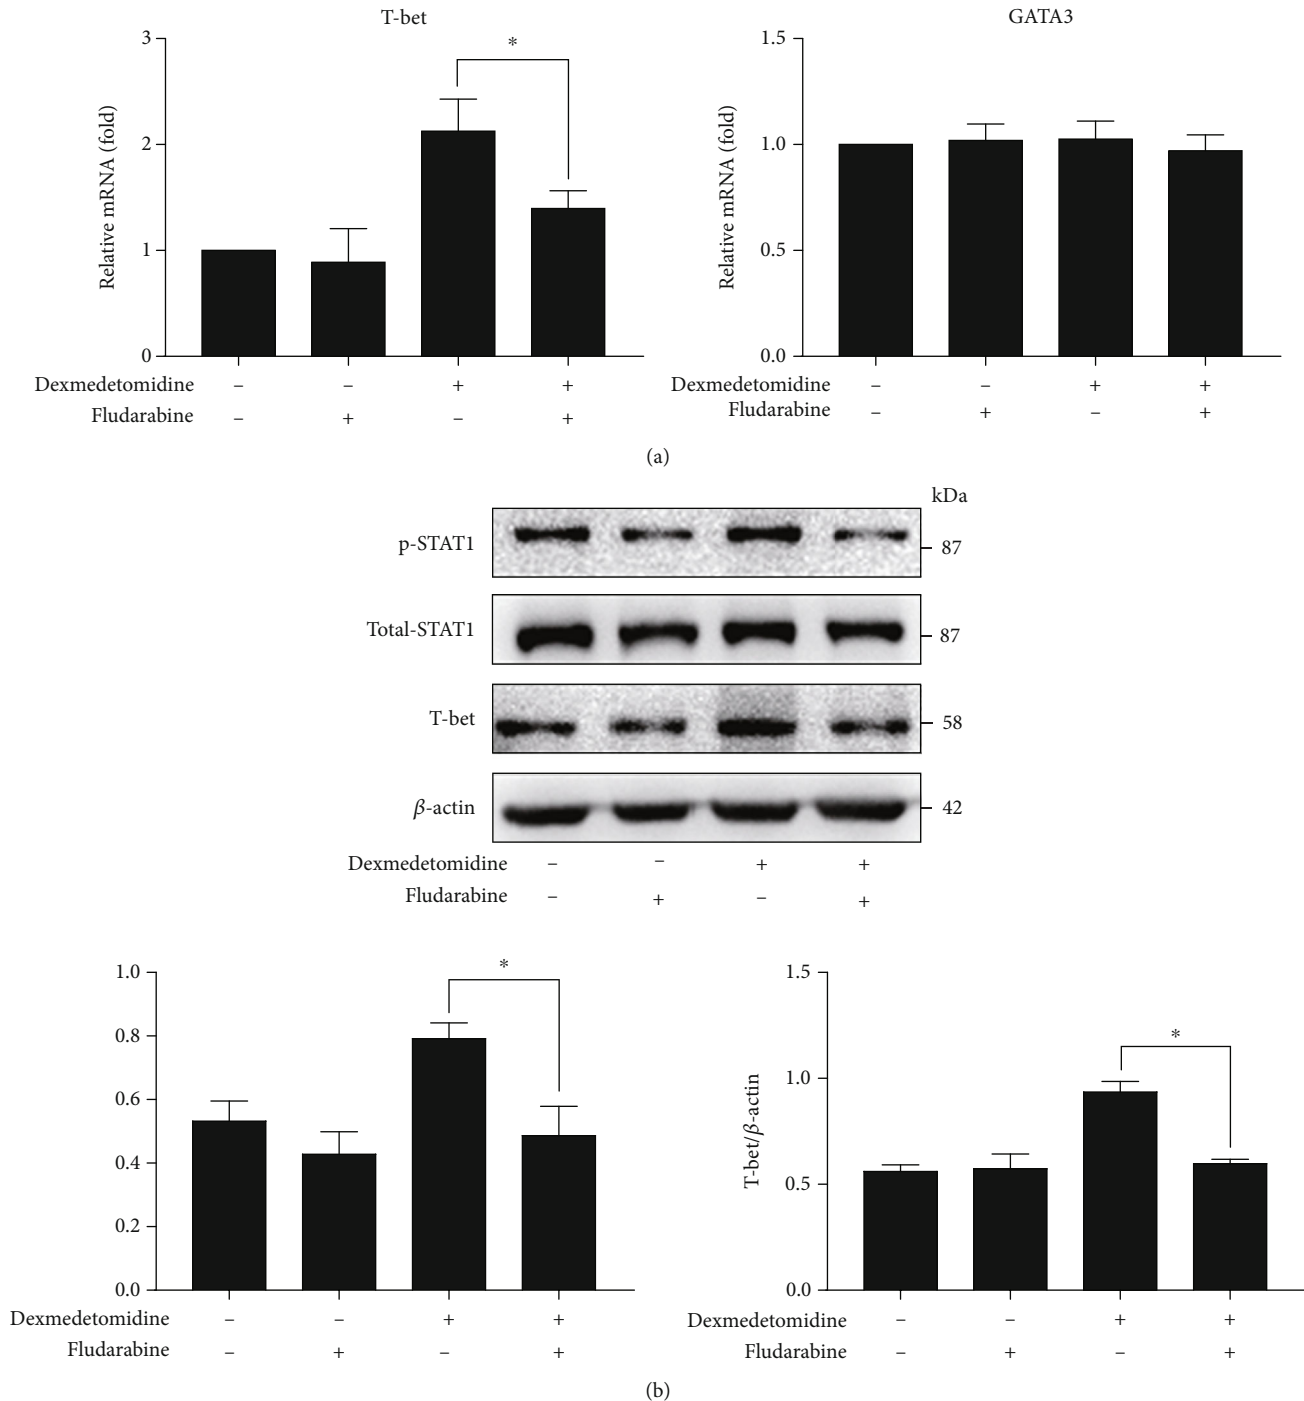 T-bet
3
2
1
0
Relative mRNA (fold)
*
Dexmedetomidine – – + +
Fludarabine – + – +
GATA3
1.5
1.0
0.5
0.0
Relative mRNA (fold)
Dexmedetomidine – – + +
Fludarabine – + – +
(a)
kDa
p-STAT1 87
Total-STAT1 87
T-bet 58
β-actin 42
Dexmedetomidine – – + +
Fludarabine – + – +
1.0
0.8
0.6
0.4
0.2
0.0
*
Dexmedetomidine – – + +
Fludarabine – + – +
1.5
1.0
0.5
0.0
T-bet/β-actin
*
Dexmedetomidine – – + +
Fludarabine – + – +
(b)